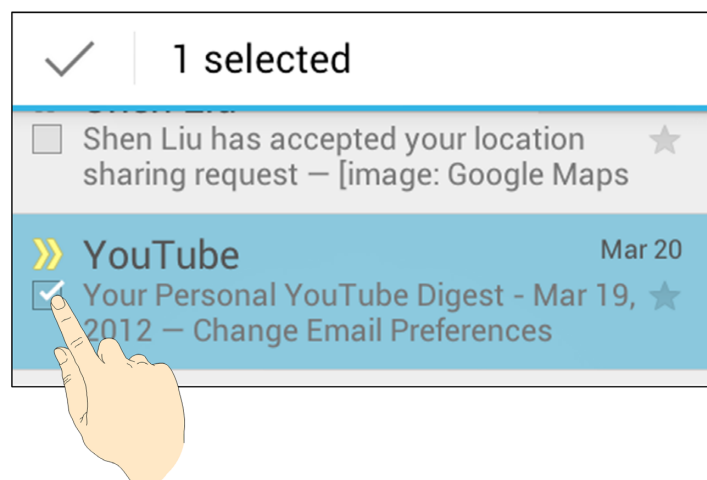 1 selected
Shen Liu has accepted your location
sharing request — [image: Google Maps
YouTube
Mar 20
Your Personal YouTube Digest - Mar 19,
2012 — Change Email Preferences